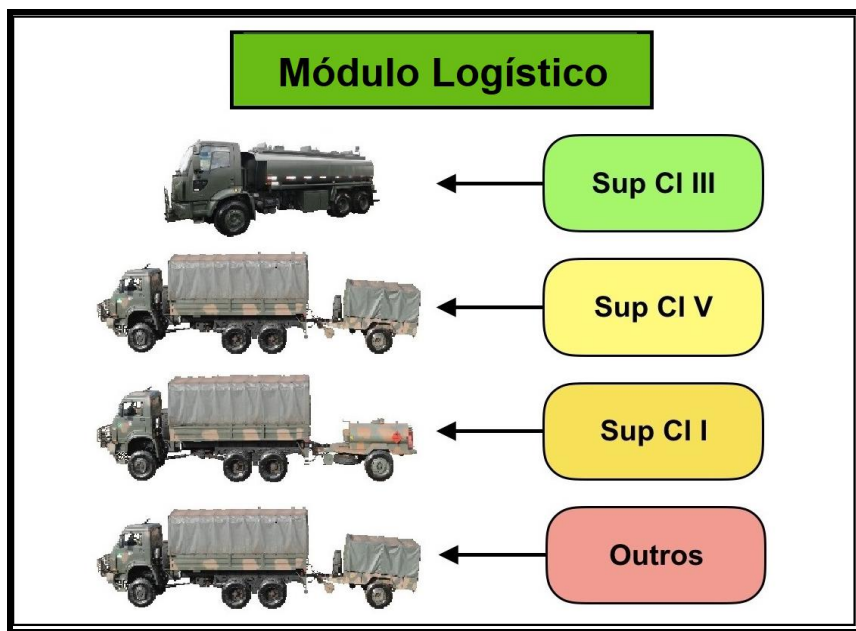 Módulo Logístico
Sup Cl III
Sup Cl V
Sup Cl I
Outros